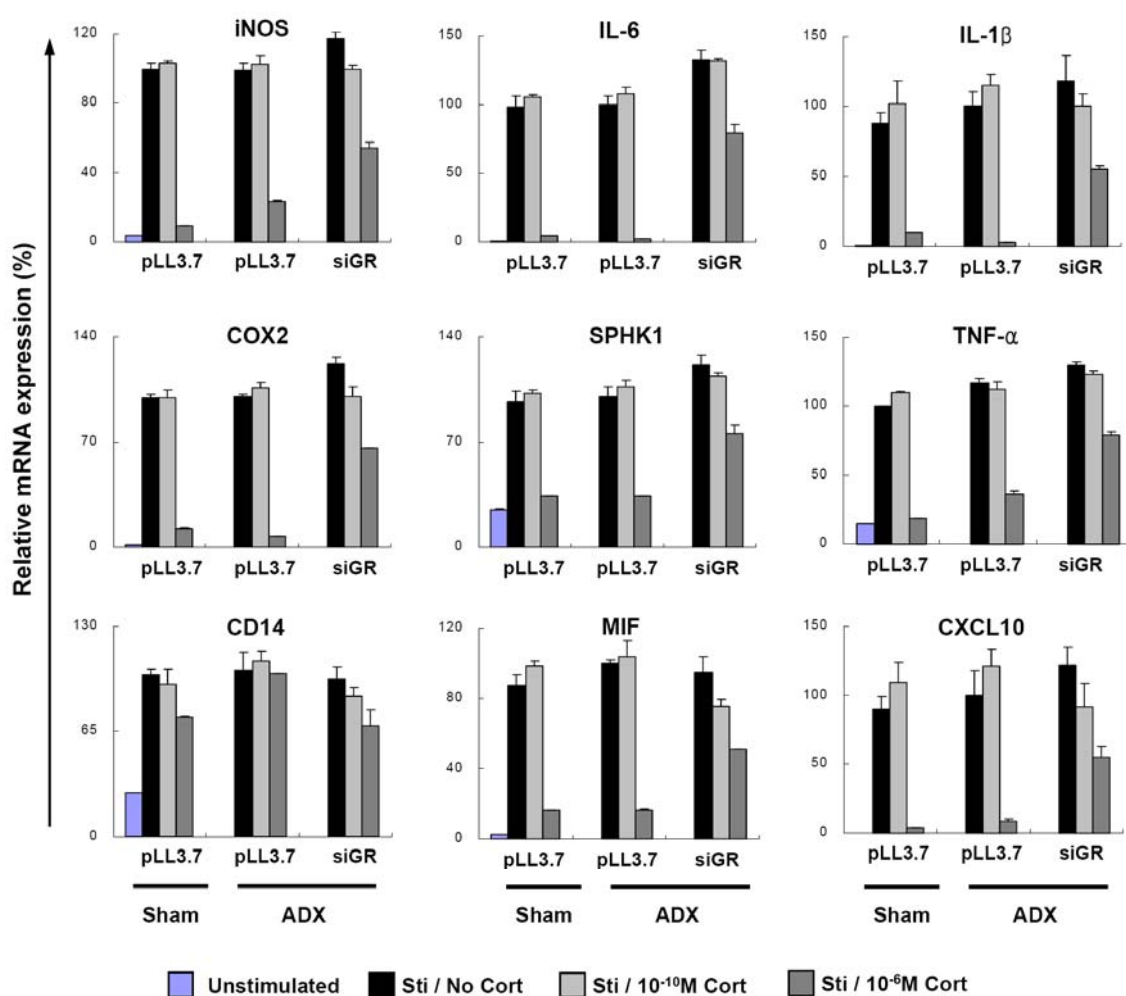 Relative mRNA expression (%)
iNOS
120
80
40
0
pLL3.7 pLL3.7 siGR
IL-6
150
100
50
0
pLL3.7 pLL3.7 siGR
IL-1β
150
100
50
0
pLL3.7 pLL3.7 siGR
COX2
140
70
0
pLL3.7 pLL3.7 siGR
SPHK1
140
70
0
pLL3.7 pLL3.7 siGR
TNF-α
150
100
50
0
pLL3.7 pLL3.7 siGR
CD14
130
65
0
pLL3.7 pLL3.7 siGR
Sham ADX
MIF
120
80
40
0
pLL3.7 pLL3.7 siGR
Sham ADX
CXCL10
150
100
50
0
pLL3.7 pLL3.7 siGR
Sham ADX
Unstimulated Sti / No Cort Sti / 10⁻¹⁰M Cort Sti / 10⁻⁶M Cort